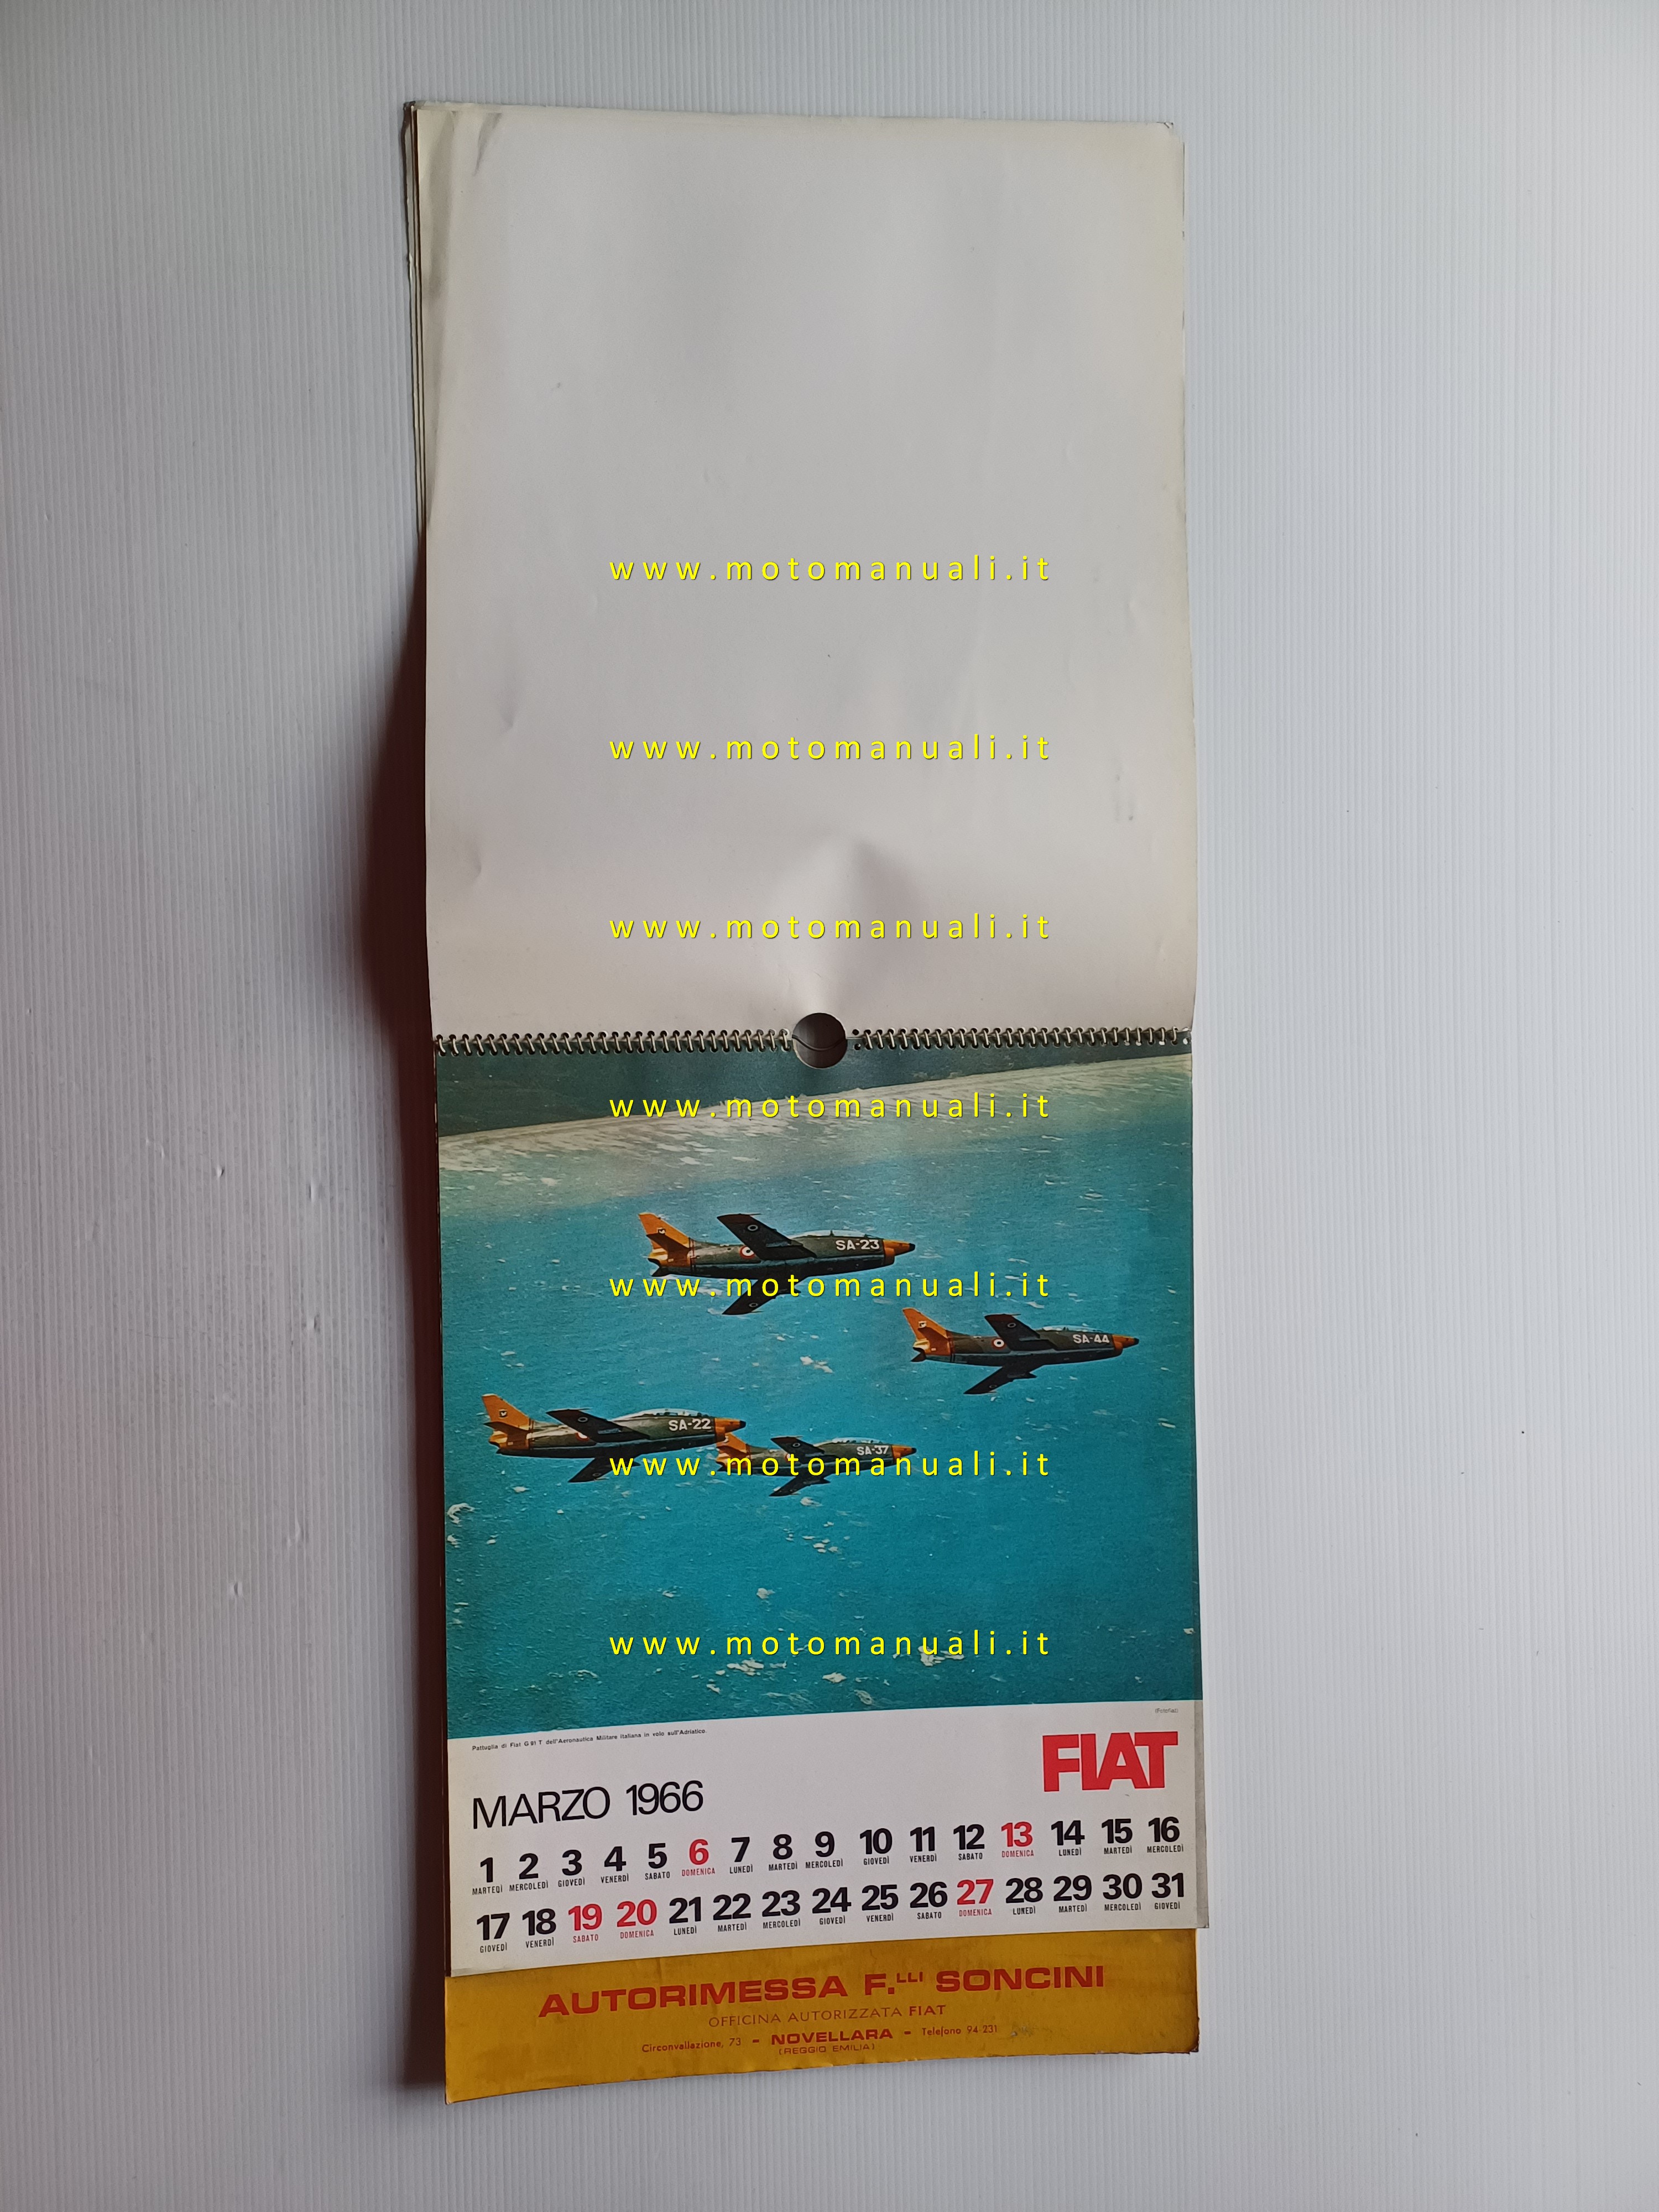 www.motomanuali.it
www.motomanuali.it
www.motomanuali.it
www.motomanuali.it
SA-23
www.motomanuali.it
SA-44
SA-22
SA-37
www.motomanuali.it
www.motomanuali.it
Pattuglia di Fiat G 91 T dell'Aeronautica Militare italiana in volo sull'Adriatico.
FIAT
MARZO 1966
1 2 3 4 5 6 7 8 9 10 11 12 13 14 15 16
MARTEDÌ MERCOLEDÌ GIOVEDÌ VENERDÌ SABATO DOMENICA LUNEDÌ MARTEDÌ MERCOLEDÌ GIOVEDÌ VENERDÌ SABATO DOMENICA LUNEDÌ MARTEDÌ MERCOLEDÌ
17 18 19 20 21 22 23 24 25 26 27 28 29 30 31
GIOVEDÌ VENERDÌ SABATO DOMENICA LUNEDÌ MARTEDÌ MERCOLEDÌ GIOVEDÌ VENERDÌ SABATO DOMENICA LUNEDÌ MARTEDÌ MERCOLEDÌ GIOVEDÌ
AUTORIMESSA F.LLI SONCINI
OFFICINA AUTORIZZATA FIAT
Circonvallazione, 73 - NOVELLARA - Telefono 94-231
(REGGIO EMILIA)